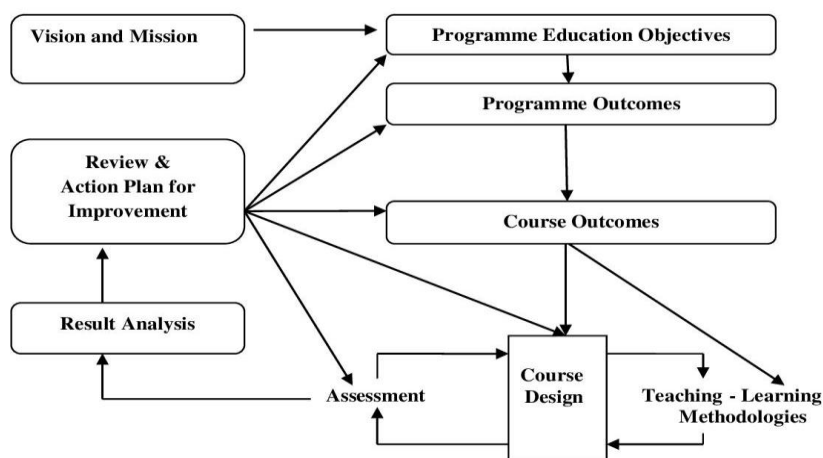 Vision and Mission
Programme Education Objectives
Programme Outcomes
Review &
Action Plan for
Improvement
Course Outcomes
Result Analysis
Assessment
Course
Design
Teaching - Learning
Methodologies